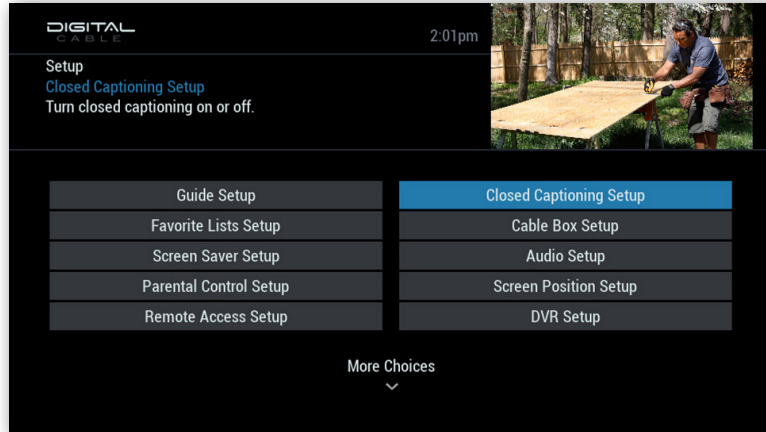 DIGITAL
CABLE
2:01pm
Setup
Closed Captioning Setup
Turn closed captioning on or off.
Guide Setup
Closed Captioning Setup
Favorite Lists Setup
Cable Box Setup
Screen Saver Setup
Audio Setup
Parental Control Setup
Screen Position Setup
Remote Access Setup
DVR Setup
More Choices